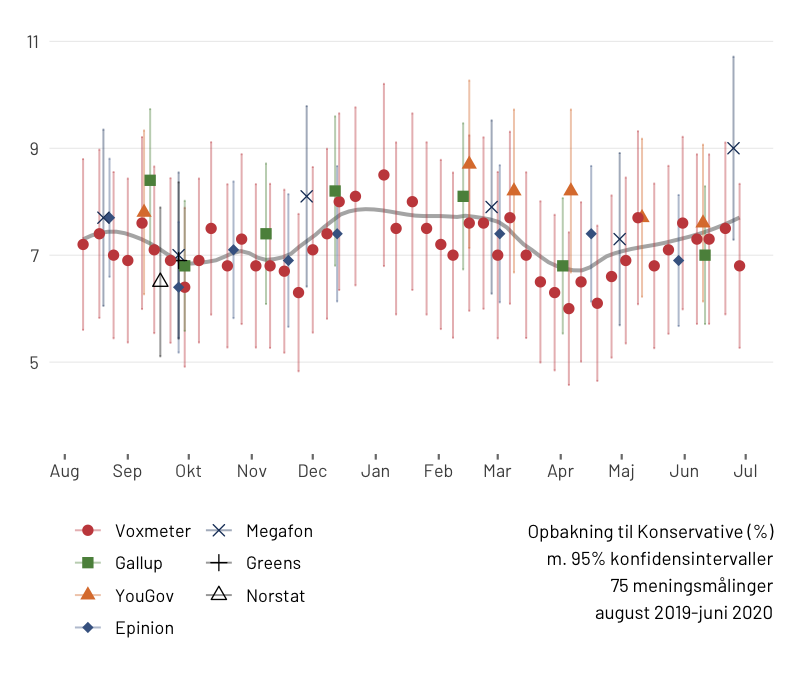 11
9
7
5
Aug Sep Okt Nov Dec Jan Feb Mar Apr Maj Jun Jul
Voxmeter Megafon
Gallup Greens
YouGov Norstat
Epinion
Opbakning til Konservative (%)
m. 95% konfidensintervaller
75 meningsmålinger
august 2019-juni 2020